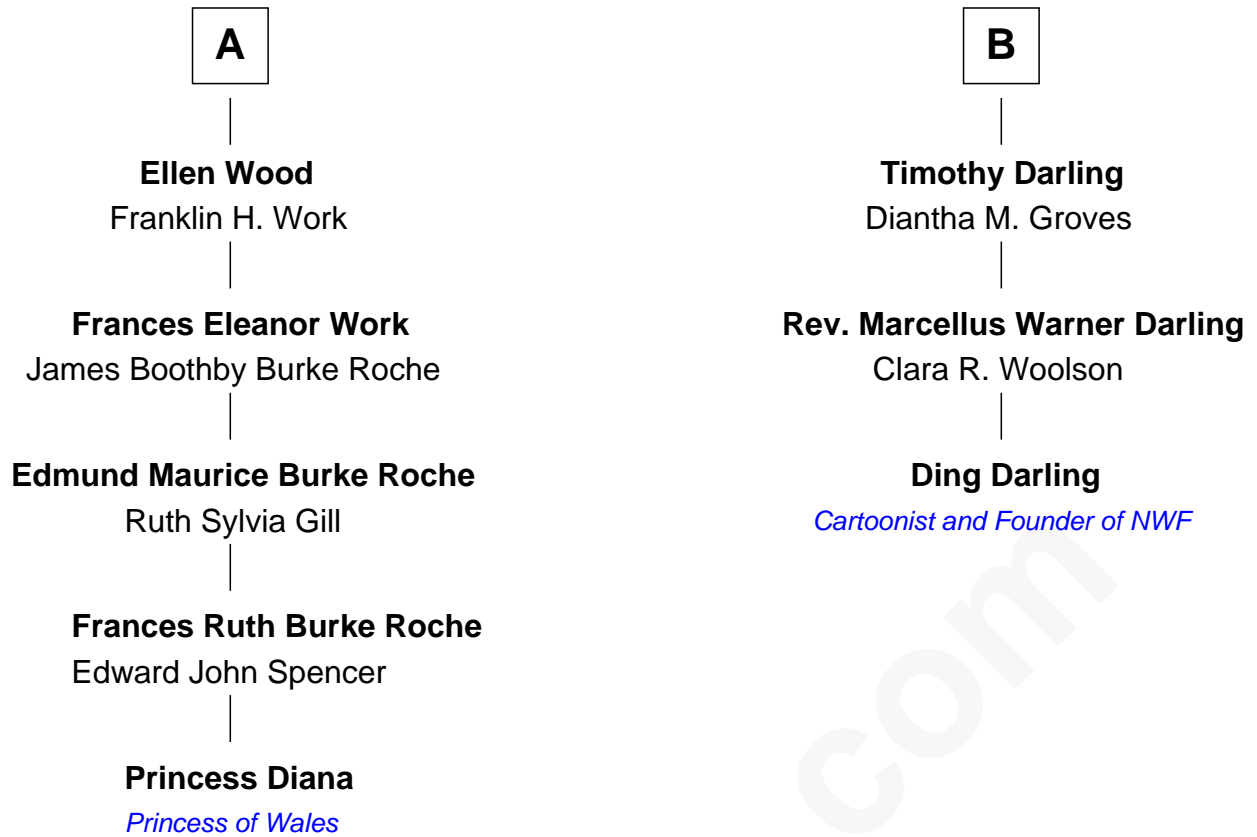 A
Ellen Wood
Franklin H. Work
Frances Eleanor Work
James Boothby Burke Roche
Edmund Maurice Burke Roche
Ruth Sylvia Gill
Frances Ruth Burke Roche
Edward John Spencer
Princess Diana
Princess of Wales
B
Timothy Darling
Diantha M. Groves
Rev. Marcellus Warner Darling
Clara R. Woolson
Ding Darling
Cartoonist and Founder of NWF
com